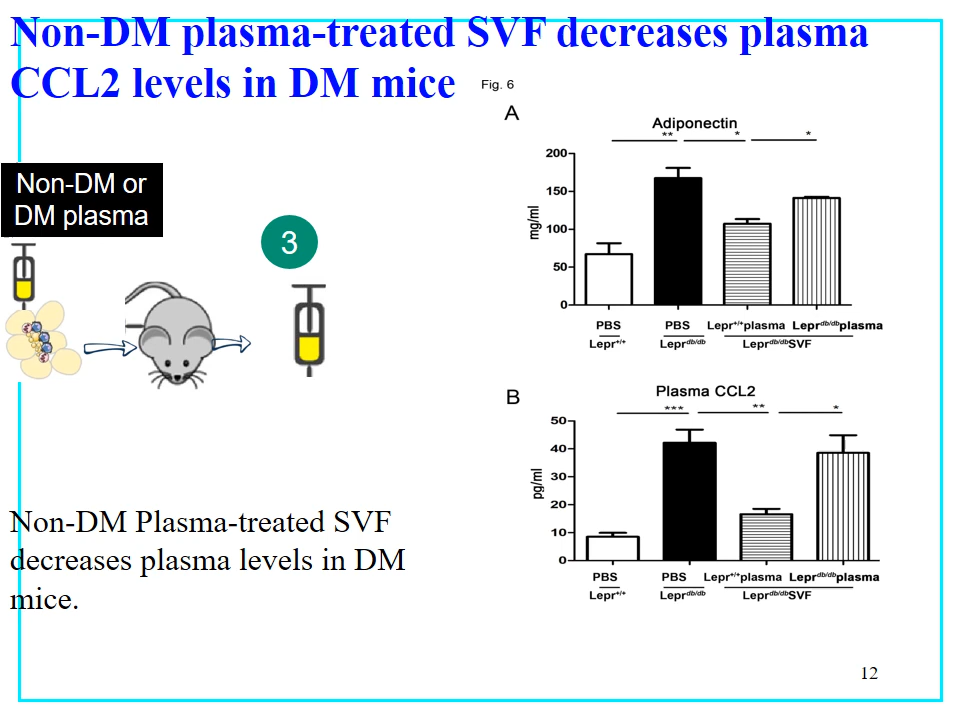 Non-DM plasma-treated SVF decreases plasma
CCL2 levels in DM mice
Fig. 6
Non-DM or
DM plasma
3
Non-DM Plasma-treated SVF
decreases plasma levels in DM
mice.
A
Adiponectin
** * *
200
150
100
50
0
mg/ml
PBS PBS Lepr+/+plasma Leprdb/dbplasma
Lepr+/+ Leprdb/db Leprdb/dbSVF
B
Plasma CCL2
*** ** *
50
40
30
20
10
0
pg/ml
PBS PBS Lepr+/+plasma Leprdb/dbplasma
Lepr+/+ Leprdb/db Leprdb/dbSVF
12